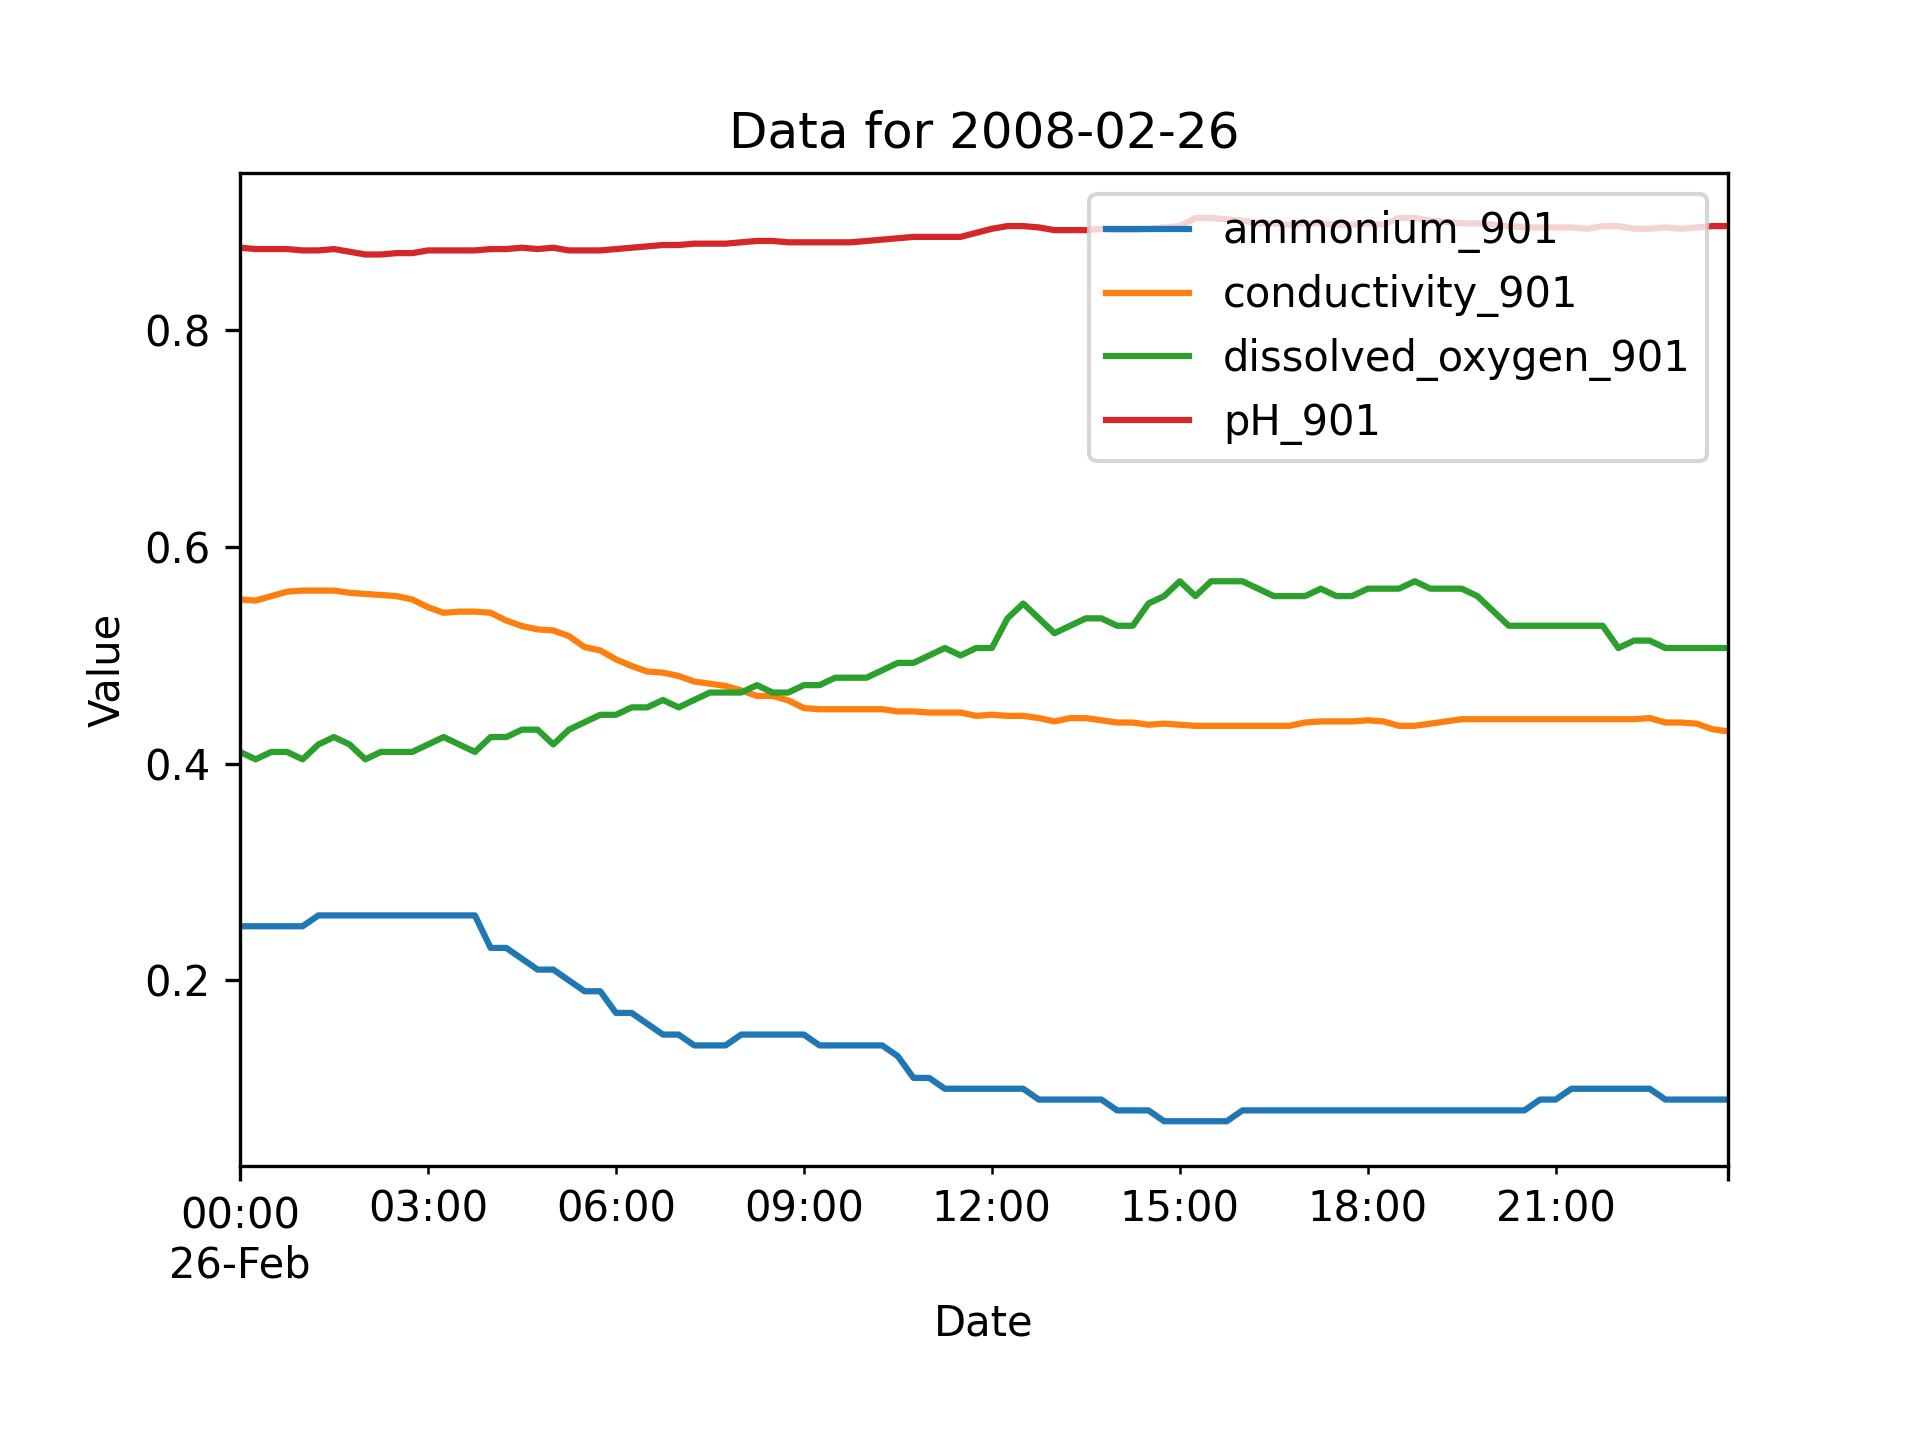 Data for 2008-02-26
ammonium_901
conductivity_901
dissolved_oxygen_901
pH_901
Value
0.8
0.6
0.4
0.2
00:00 03:00 06:00 09:00 12:00 15:00 18:00 21:00
26-Feb
Date